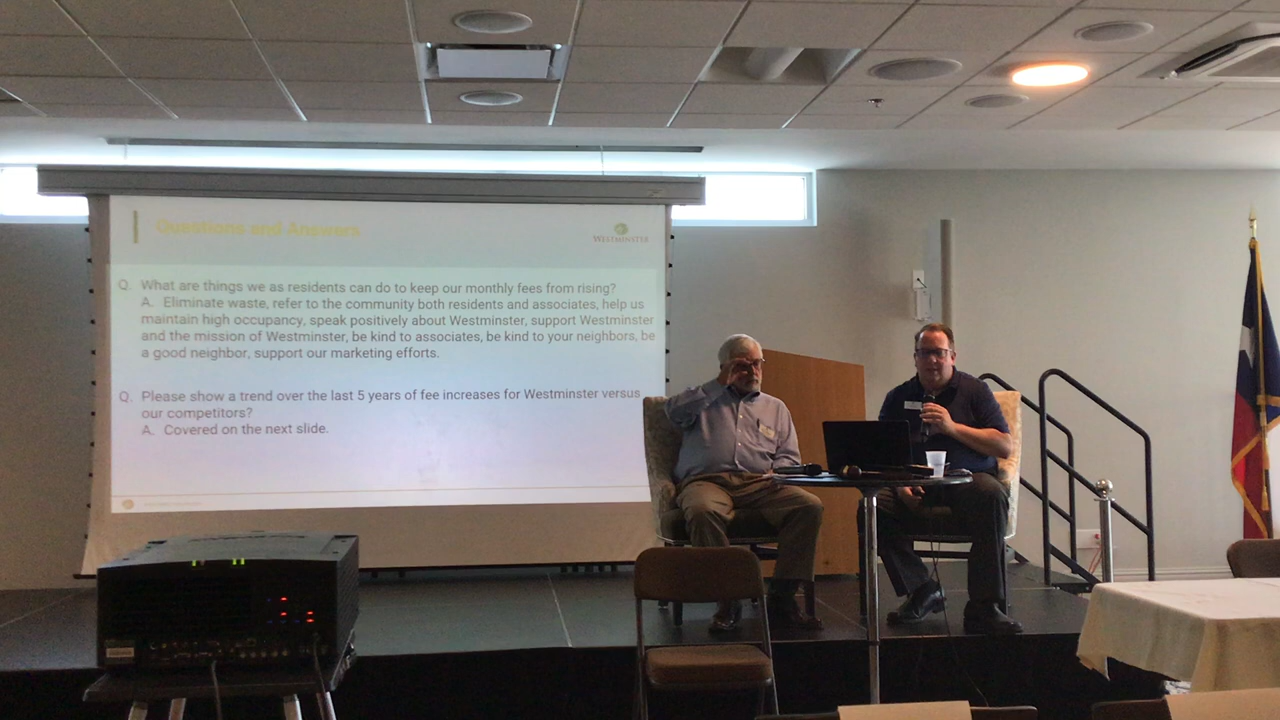 Questions and Answers
WESTMINSTER
Q. What are things we as residents can do to keep our monthly fees from rising?
A. Eliminate waste, refer to the community both residents and associates, help us
maintain high occupancy, speak positively about Westminster, support Westminster
and the mission of Westminster, be kind to associates, be kind to your neighbors, be
a good neighbor, support our marketing efforts.
Q. Please show a trend over the last 5 years of fee increases for Westminster versus
our competitors?
A. Covered on the next slide.